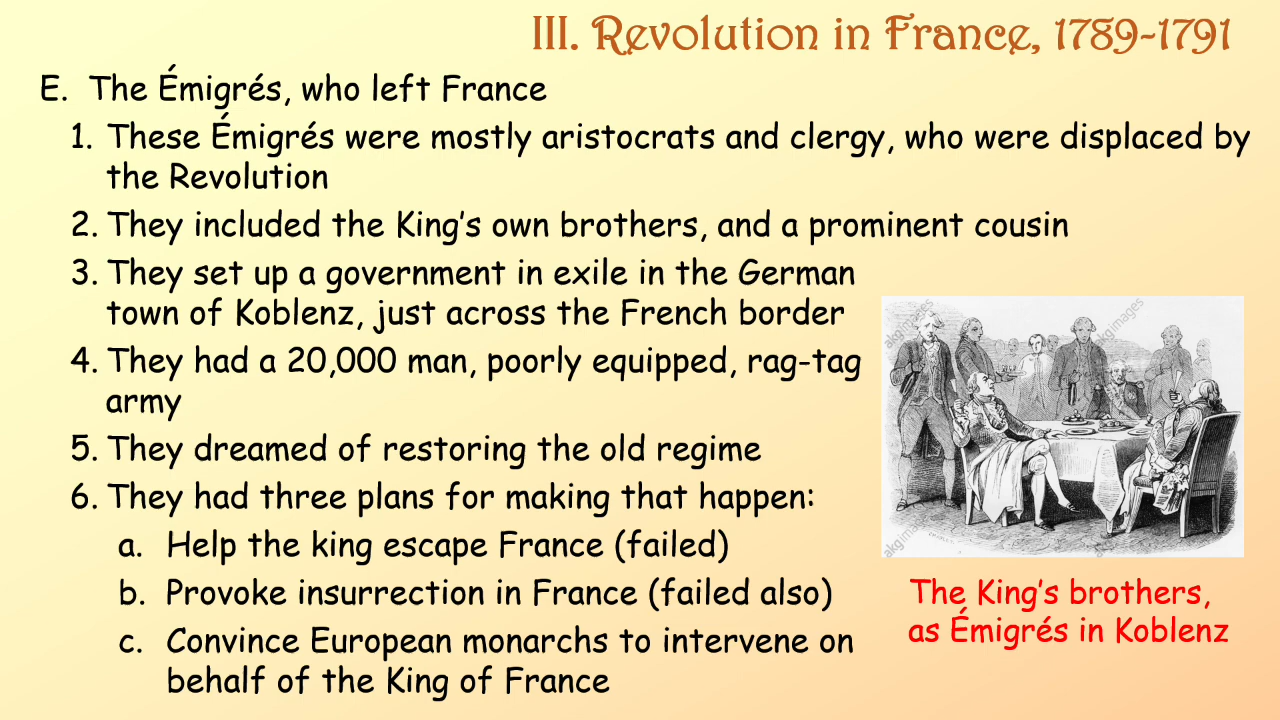 III. Revolution in France, 1789-1791
E. The Émigrés, who left France
1. These Émigrés were mostly aristocrats and clergy, who were displaced by
the Revolution
2. They included the King's own brothers, and a prominent cousin
3. They set up a government in exile in the German
town of Koblenz, just across the French border
4. They had a 20,000 man, poorly equipped, rag-tag
army
5. They dreamed of restoring the old regime
6. They had three plans for making that happen:
a. Help the king escape France (failed)
b. Provoke insurrection in France (failed also)
c. Convince European monarchs to intervene on
behalf of the King of France
akgimages
akgimages
akgimages
akgimages
The King's brothers,
as Émigrés in Koblenz